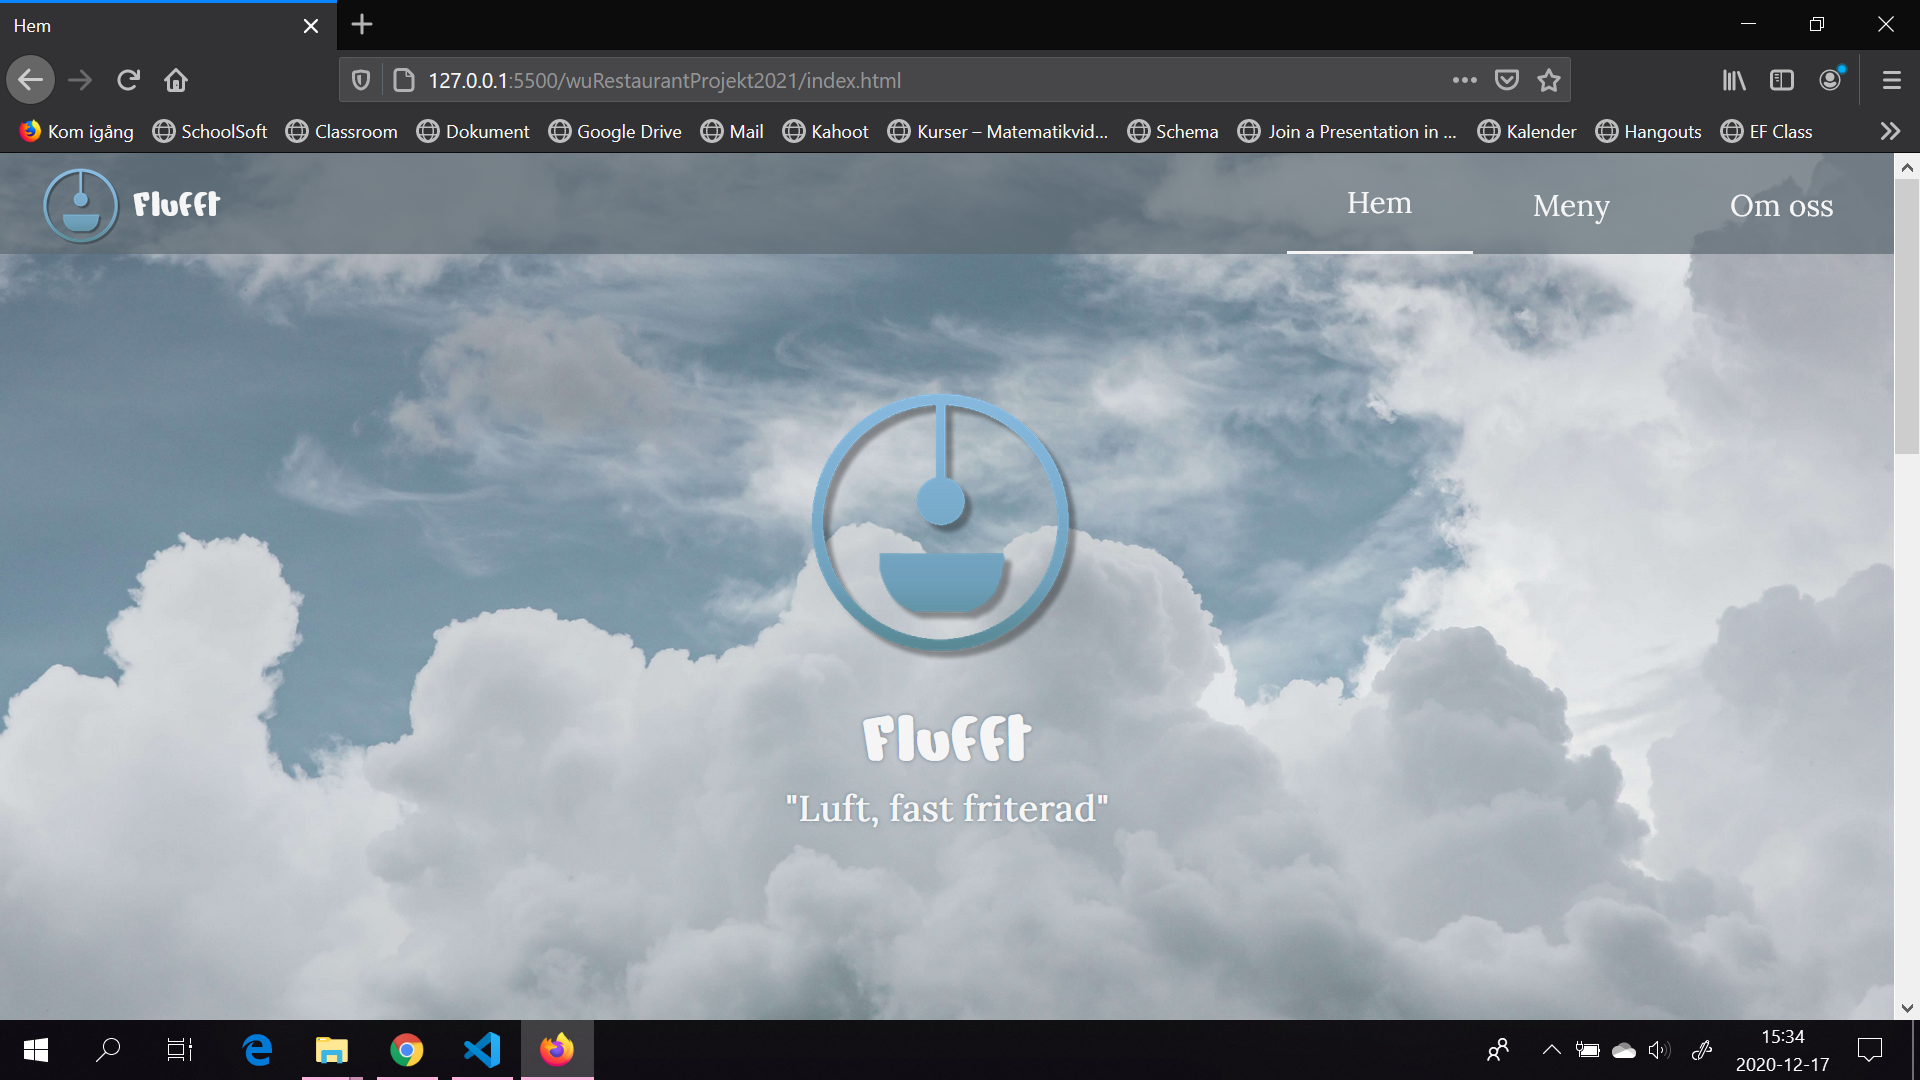 Hem
127.0.0.1:5500/wuRestaurantProjekt2021/index.html
Kom igång SchoolSoft Classroom Dokument Google Drive Mail Kahoot Kurser – Matematikvid... Schema Join a Presentation in ... Kalender Hangouts EF Class
Flufft Hem Meny Om oss
Flufft
"Luft, fast friterad"
15:34
2020-12-17